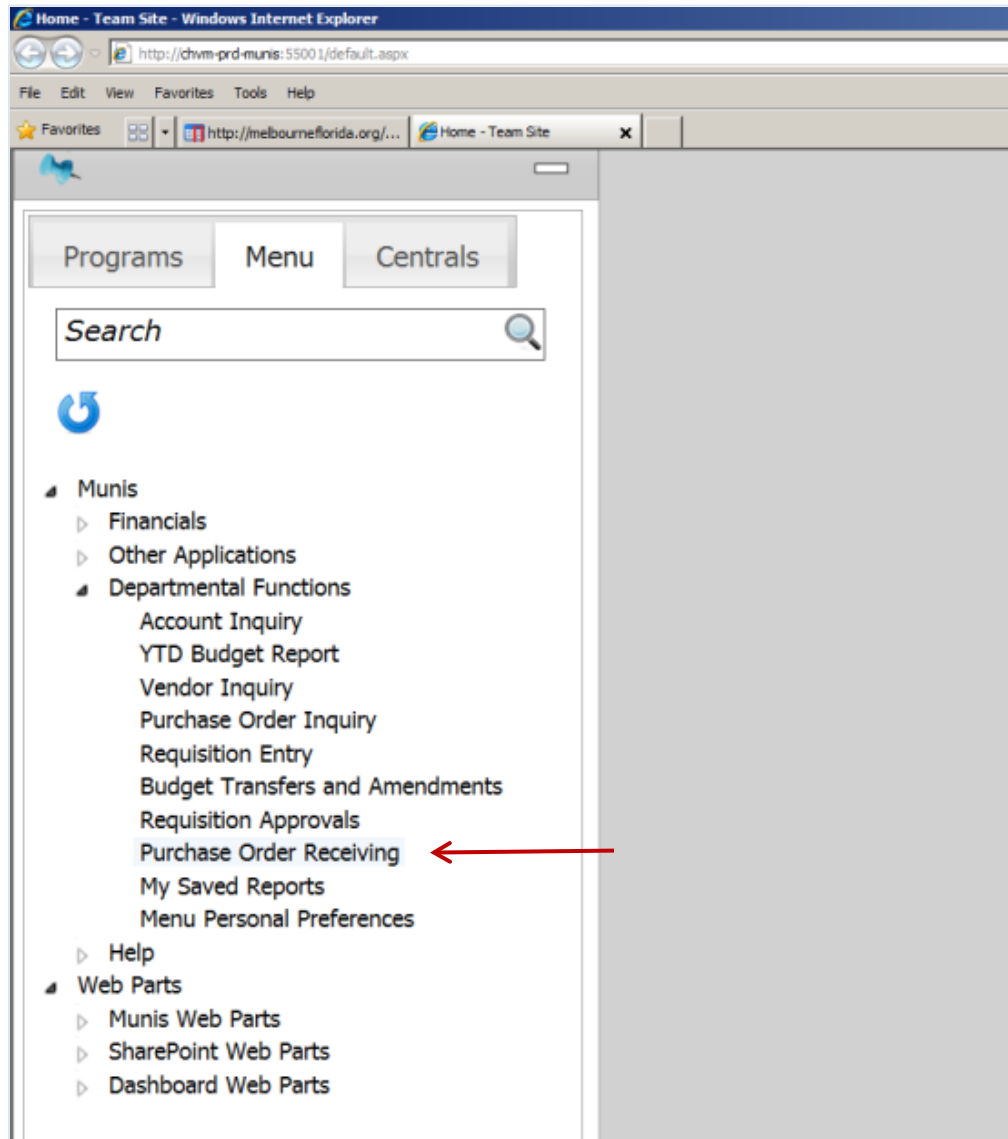 Home - Team Site - Windows Internet Explorer
http://chvm-prd-munis:55001/default.aspx
File Edit View Favorites Tools Help
Favorites http://melbourneflorida.org/... Home - Team Site x
Programs Menu Centrals
Search
Munis
Financials
Other Applications
Departmental Functions
Account Inquiry
YTD Budget Report
Vendor Inquiry
Purchase Order Inquiry
Requisition Entry
Budget Transfers and Amendments
Requisition Approvals
Purchase Order Receiving
My Saved Reports
Menu Personal Preferences
Help
Web Parts
Munis Web Parts
SharePoint Web Parts
Dashboard Web Parts